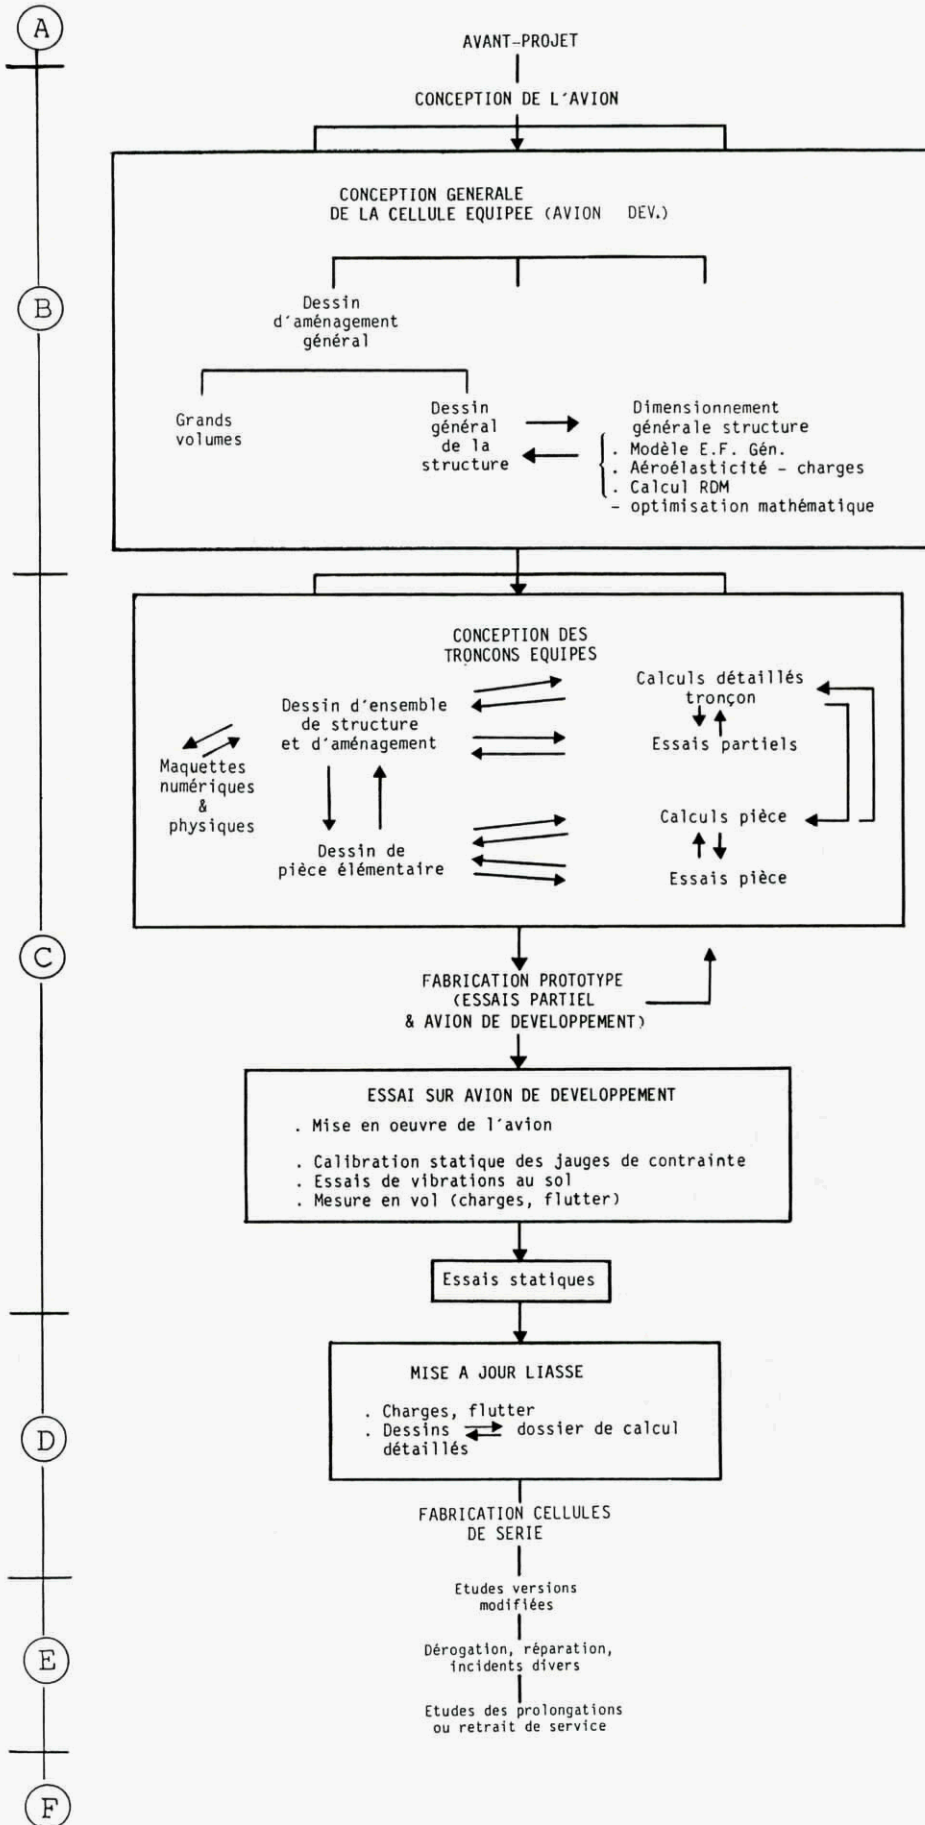 A
AVANT-PROJET
CONCEPTION DE L'AVION
CONCEPTION GENERALE
DE LA CELLULE EQUIPEE (AVION DEV.)
B
Dessin
d'aménagement
général
Grands
volumes
Dessin
général
de la
structure
Dimensionnement
générale structure
. Modèle E.F. Gén.
. Aéroélasticité - charges
. Calcul RDM
- optimisation mathématique
CONCEPTION DES
TRONCONS EQUIPES
Dessin d'ensemble
de structure
et d'aménagement
Calculs détaillés
tronçon
Essais partiels
Maquettes
numériques
&
physiques
Dessin de
pièce élémentaire
Calculs pièce
Essais pièce
C
FABRICATION PROTOTYPE
(ESSAIS PARTIEL
& AVION DE DEVELOPPEMENT)
ESSAI SUR AVION DE DEVELOPPEMENT
. Mise en oeuvre de l'avion
. Calibration statique des jauges de contrainte
. Essais de vibrations au sol
. Mesure en vol (charges, flutter)
Essais statiques
MISE A JOUR LIASSE
. Charges, flutter
. Dessins dossier de calcul
détaillés
D
FABRICATION CELLULES
DE SERIE
Etudes versions
modifiées
E
Dérogation, réparation,
incidents divers
Etudes des prolongations
ou retrait de service
F